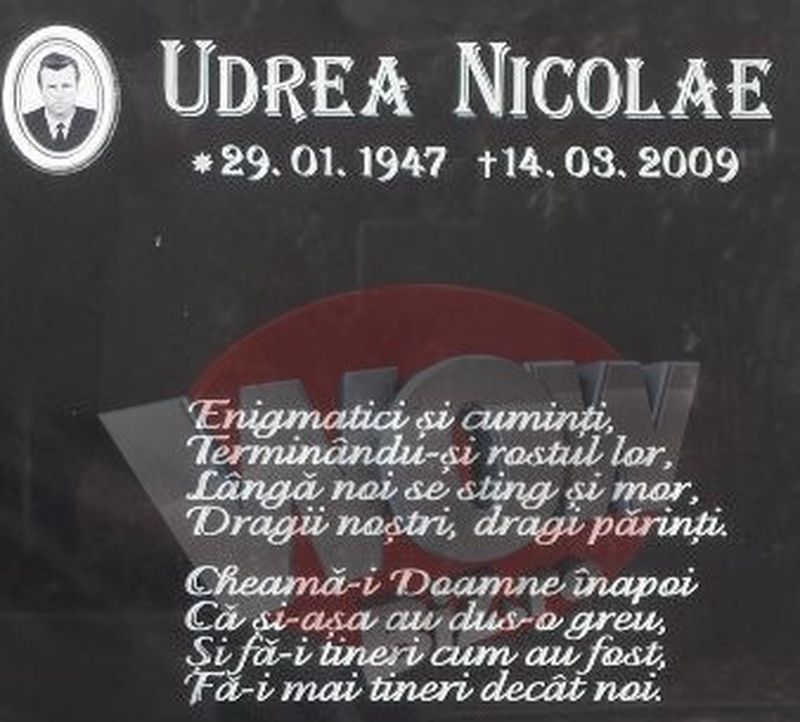 UDREA NICOLAE
*29. 01. 1947 †14. 03. 2009
NOW
Enigmatici și cuminți,
Terminându-și rostul lor,
Lângă noi se sting și mor,
Dragii noștri, dragi părinți.
Cheamă-i Doamne înapoi
Că și-așa au dus-o greu,
Și fă-i tineri cum au fost,
Fă-i mai tineri decât noi.